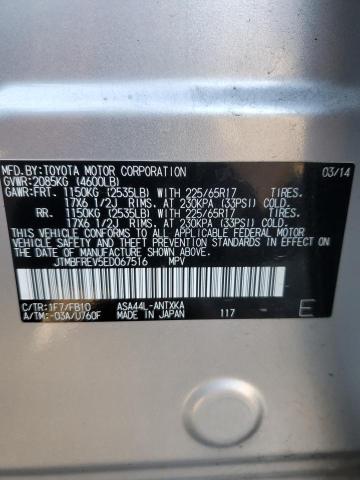 MFD.BY:TOYOTA MOTOR CORPORATION 03/14
GVWR:2085KG (4600LB)
GAWR:FRT. 1150KG (2535LB) WITH 225/65R17 TIRES.
17X6 1/2J RIMS. AT 230KPA (33PSI) COLD.
RR. 1150KG (2535LB) WITH 225/65R17 TIRES.
17X6 1/2J RIMS. AT 230KPA (33PSI) COLD.
THIS VEHICLE CONFORMS TO ALL APPLICABLE
FEDERAL MOTOR VEHICLE SAFETY
STANDARDS IN EFFECT ON THE DATE OF
MANUFACTURE SHOWN ABOVE.
JTMBFREV5ED067516 MPV
C/TR:1F7/FB10 ASA44L-ANTXKA
A/TM:-03A/U760F MADE IN JAPAN 117 E